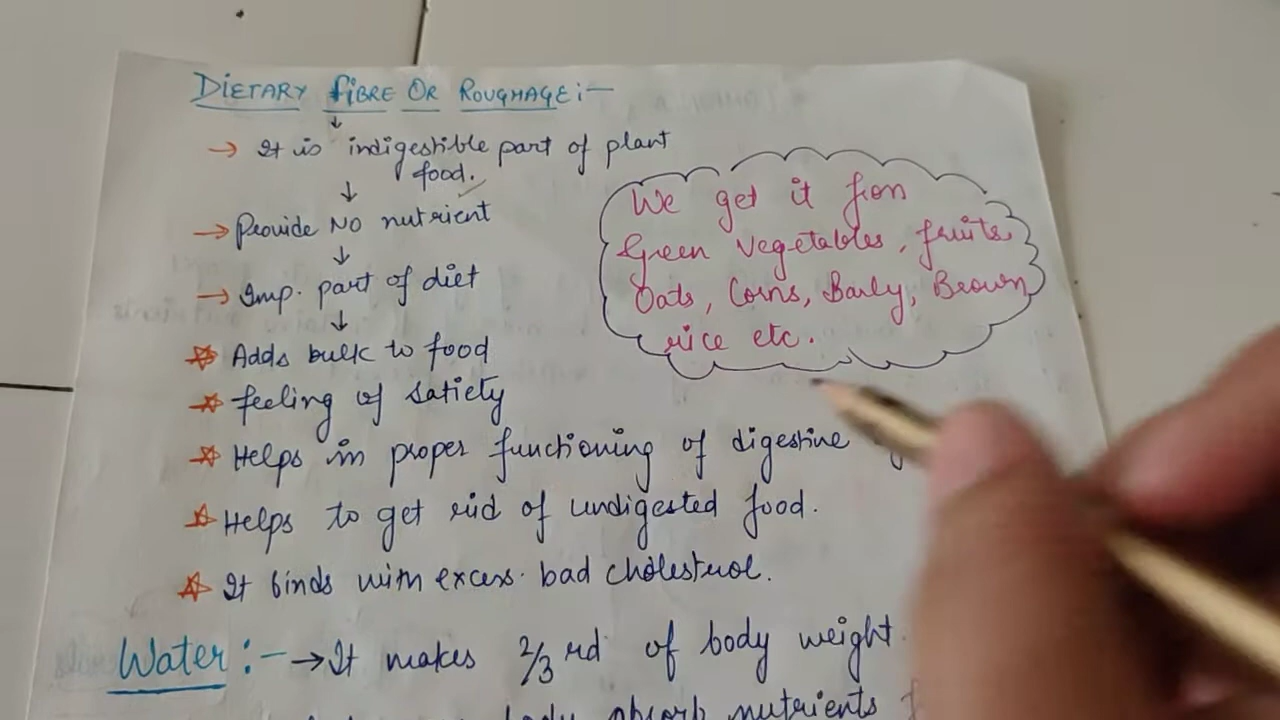 DIETARY FIBRE OR ROUGHAGE:-
↓
→ It is indigestible part of plant
food.
↓
→ Provide NO nutrient
↓
→ Imp. part of diet
↓
☆ Adds bulk to food
☆ feeling of satiety
☆ Helps in proper functioning of digestive
☆ Helps to get rid of undigested food.
☆ It binds with excess bad cholestrol.
We get it from
Green Vegetables, fruits,
Oats, Corns, Barly, Brown
rice etc.
Water:- → It makes 2/3 rd of body weight
body absorb nutrients